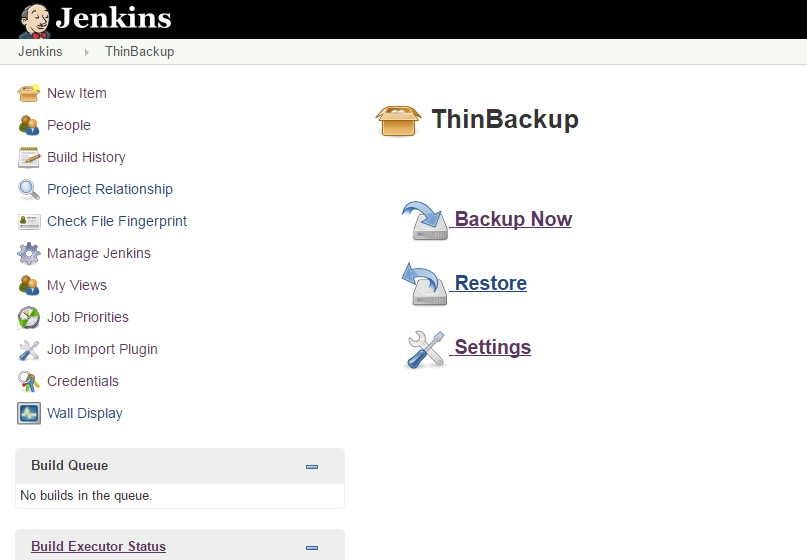 Jenkins
Jenkins
ThinBackup
New Item
People
Build History
Project Relationship
Check File Fingerprint
Manage Jenkins
My Views
Job Priorities
Job Import Plugin
Credentials
Wall Display
Build Queue
No builds in the queue.
Build Executor Status
ThinBackup
Backup Now
Restore
Settings